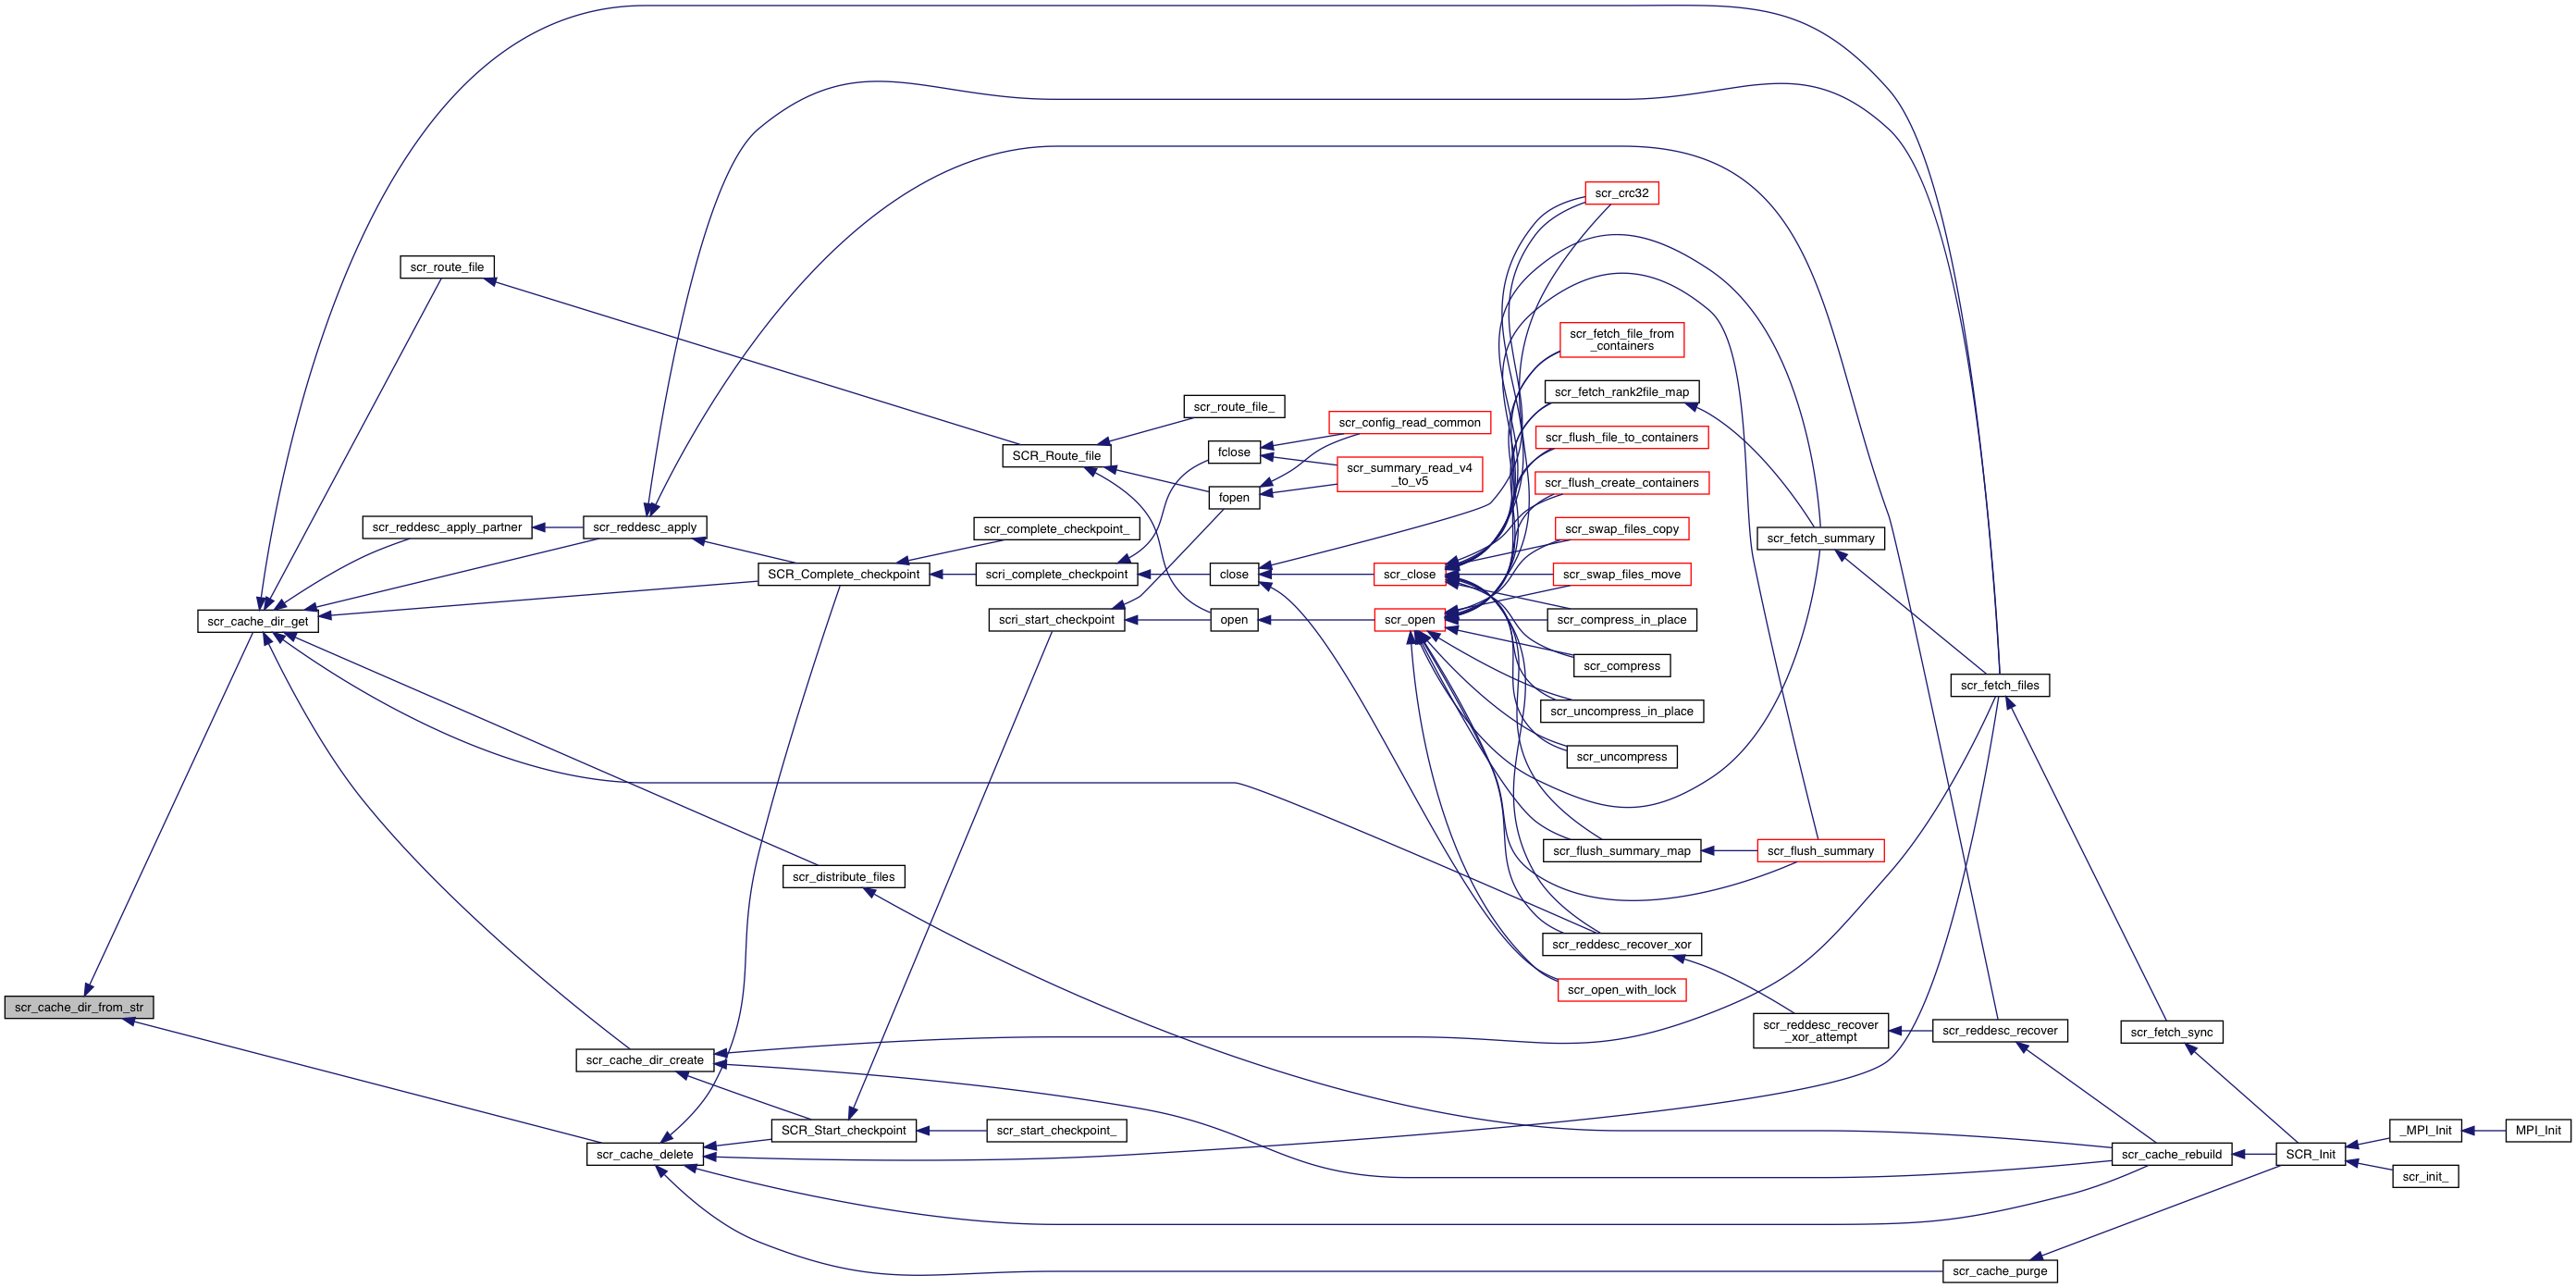 scr_crc32
scr_route_file
scr_fetch_file_from
_containers
scr_fetch_rank2file_map
scr_route_file_
scr_config_read_common
scr_flush_file_to_containers
SCR_Route_file
fclose
scr_summary_read_v4
_to_v5
scr_flush_create_containers
fopen
scr_reddesc_apply_partner
scr_reddesc_apply
scr_complete_checkpoint_
scr_swap_files_copy
scr_fetch_summary
SCR_Complete_checkpoint
scri_complete_checkpoint
close
scr_close
scr_swap_files_move
scr_cache_dir_get
scri_start_checkpoint
open
scr_open
scr_compress_in_place
scr_compress
scr_fetch_files
scr_uncompress_in_place
scr_uncompress
scr_flush_summary_map
scr_flush_summary
scr_distribute_files
scr_reddesc_recover_xor
scr_open_with_lock
scr_cache_dir_from_str
scr_reddesc_recover
_xor_attempt
scr_reddesc_recover
scr_fetch_sync
scr_cache_dir_create
SCR_Start_checkpoint
scr_start_checkpoint_
_MPI_Init
MPI_Init
scr_cache_delete
scr_cache_rebuild
SCR_Init
scr_init_
scr_cache_purge